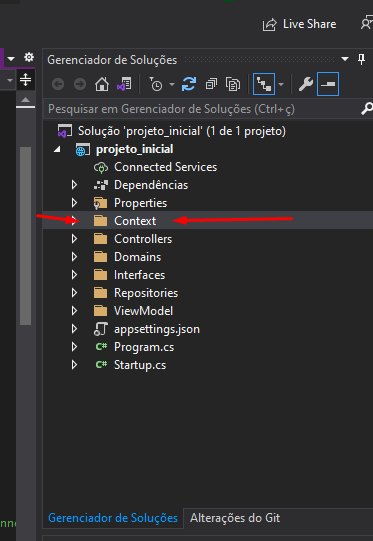 Live Share
Gerenciador de Soluções
Pesquisar em Gerenciador de Soluções (Ctrl+ç)
Solução 'projeto_inicial' (1 de 1 projeto)
projeto_inicial
Connected Services
Dependências
Properties
Context
Controllers
Domains
Interfaces
Repositories
ViewModel
appsettings.json
C# Program.cs
C# Startup.cs
nne
Gerenciador de Soluções Alterações do Git